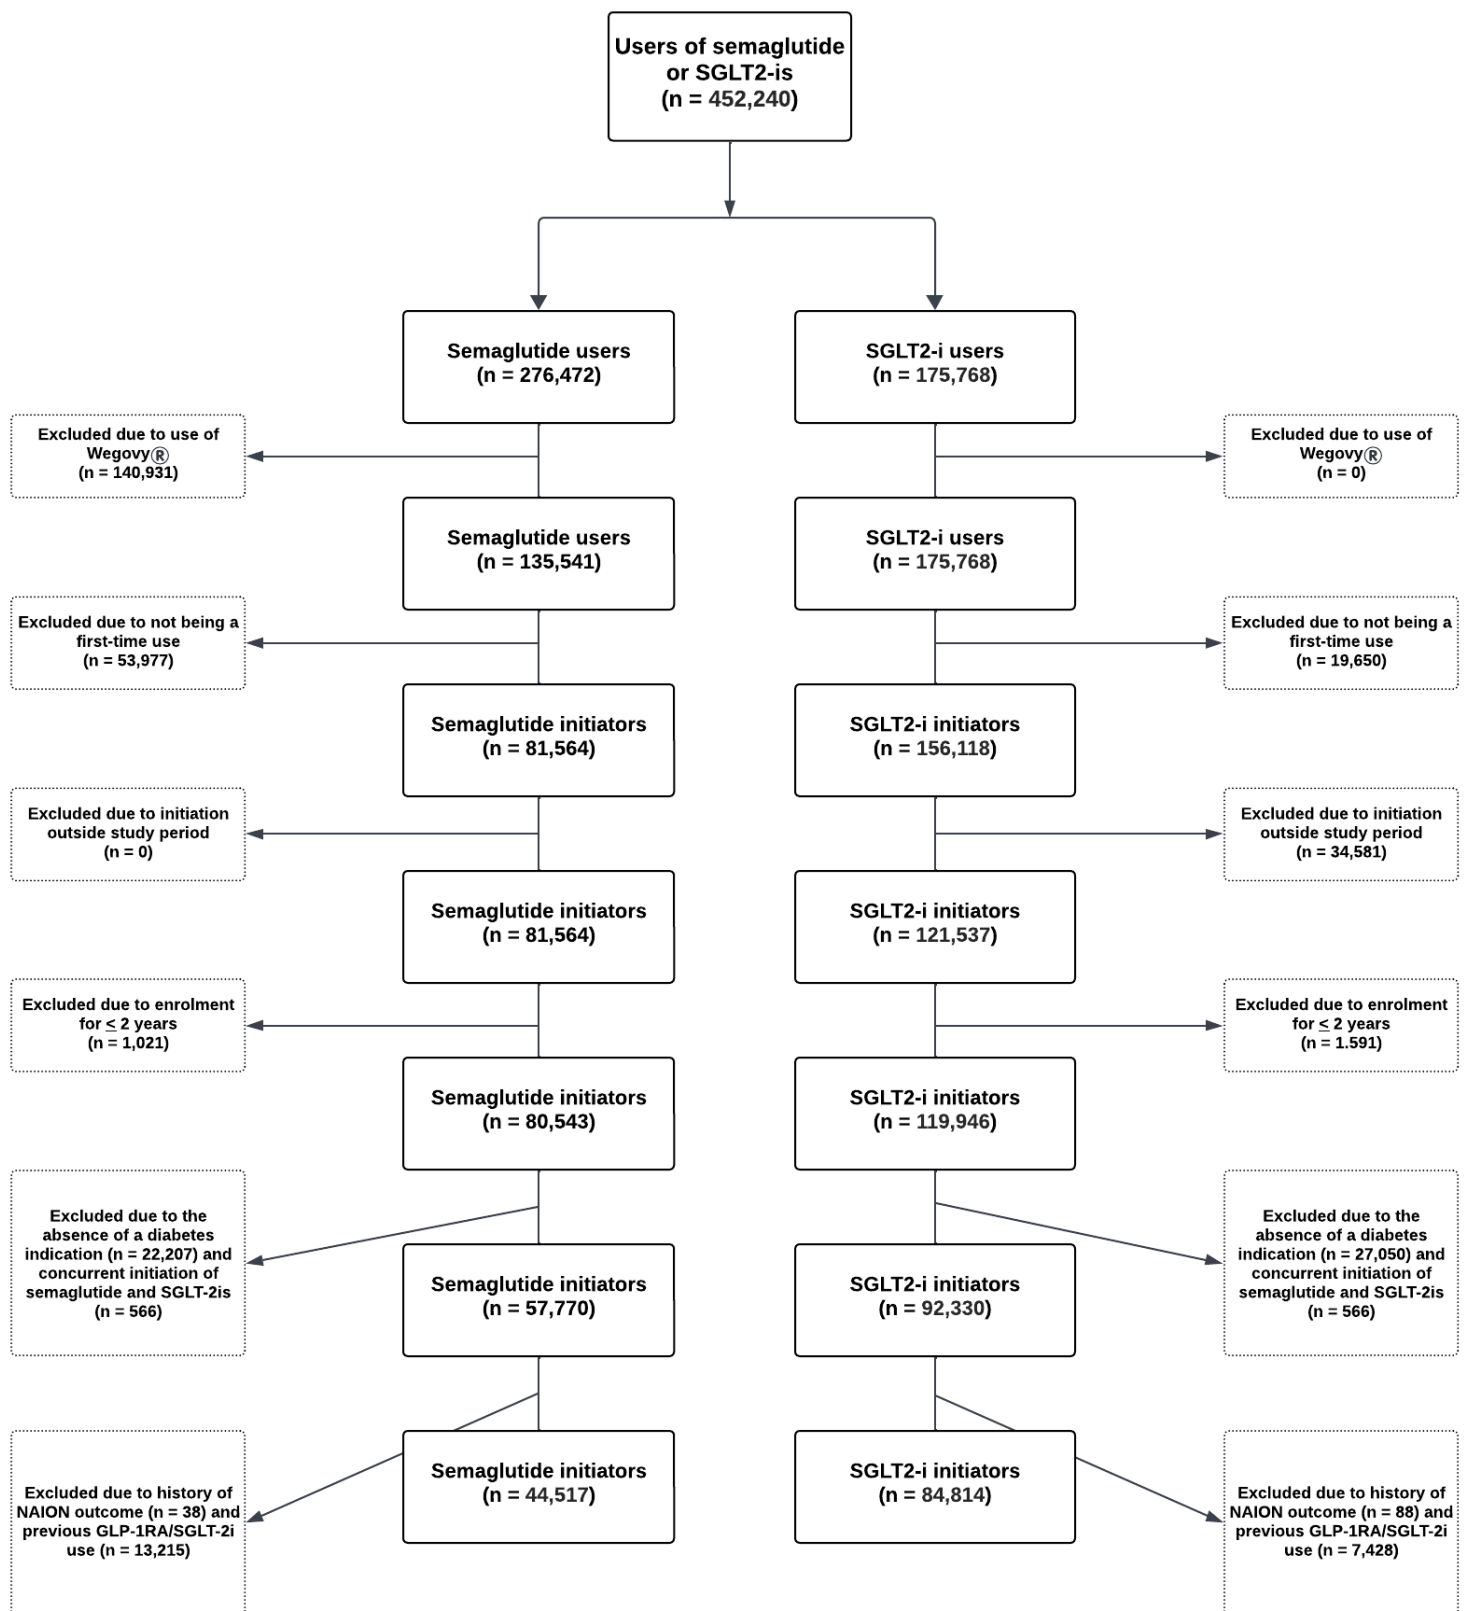 Users of semaglutide
or SGLT2-is
(n = 452,240)
Semaglutide users
(n = 276,472)
SGLT2-i users
(n = 175,768)
Excluded due to use of
Wegovy®
(n = 140,931)
Excluded due to use of
Wegovy®
(n = 0)
Semaglutide users
(n = 135,541)
SGLT2-i users
(n = 175,768)
Excluded due to not being a
first-time use
(n = 53,977)
Excluded due to not being a
first-time use
(n = 19,650)
Semaglutide initiators
(n = 81,564)
SGLT2-i initiators
(n = 156,118)
Excluded due to initiation
outside study period
(n = 0)
Excluded due to initiation
outside study period
(n = 34,581)
Semaglutide initiators
(n = 81,564)
SGLT2-i initiators
(n = 121,537)
Excluded due to enrolment
for ≤ 2 years
(n = 1,021)
Excluded due to enrolment
for ≤ 2 years
(n = 1.591)
Semaglutide initiators
(n = 80,543)
SGLT2-i initiators
(n = 119,946)
Excluded due to the
absence of a diabetes
indication (n = 22,207) and
concurrent initiation of
semaglutide and SGLT-2is
(n = 566)
Excluded due to the
absence of a diabetes
indication (n = 27,050) and
concurrent initiation of
semaglutide and SGLT-2is
(n = 566)
Semaglutide initiators
(n = 57,770)
SGLT2-i initiators
(n = 92,330)
Excluded due to history of
NAION outcome (n = 38) and
previous GLP-1RA/SGLT-2i
use (n = 13,215)
Semaglutide initiators
(n = 44,517)
SGLT2-i initiators
(n = 84,814)
Excluded due to history of
NAION outcome (n = 88) and
previous GLP-1RA/SGLT-2i
use (n = 7,428)